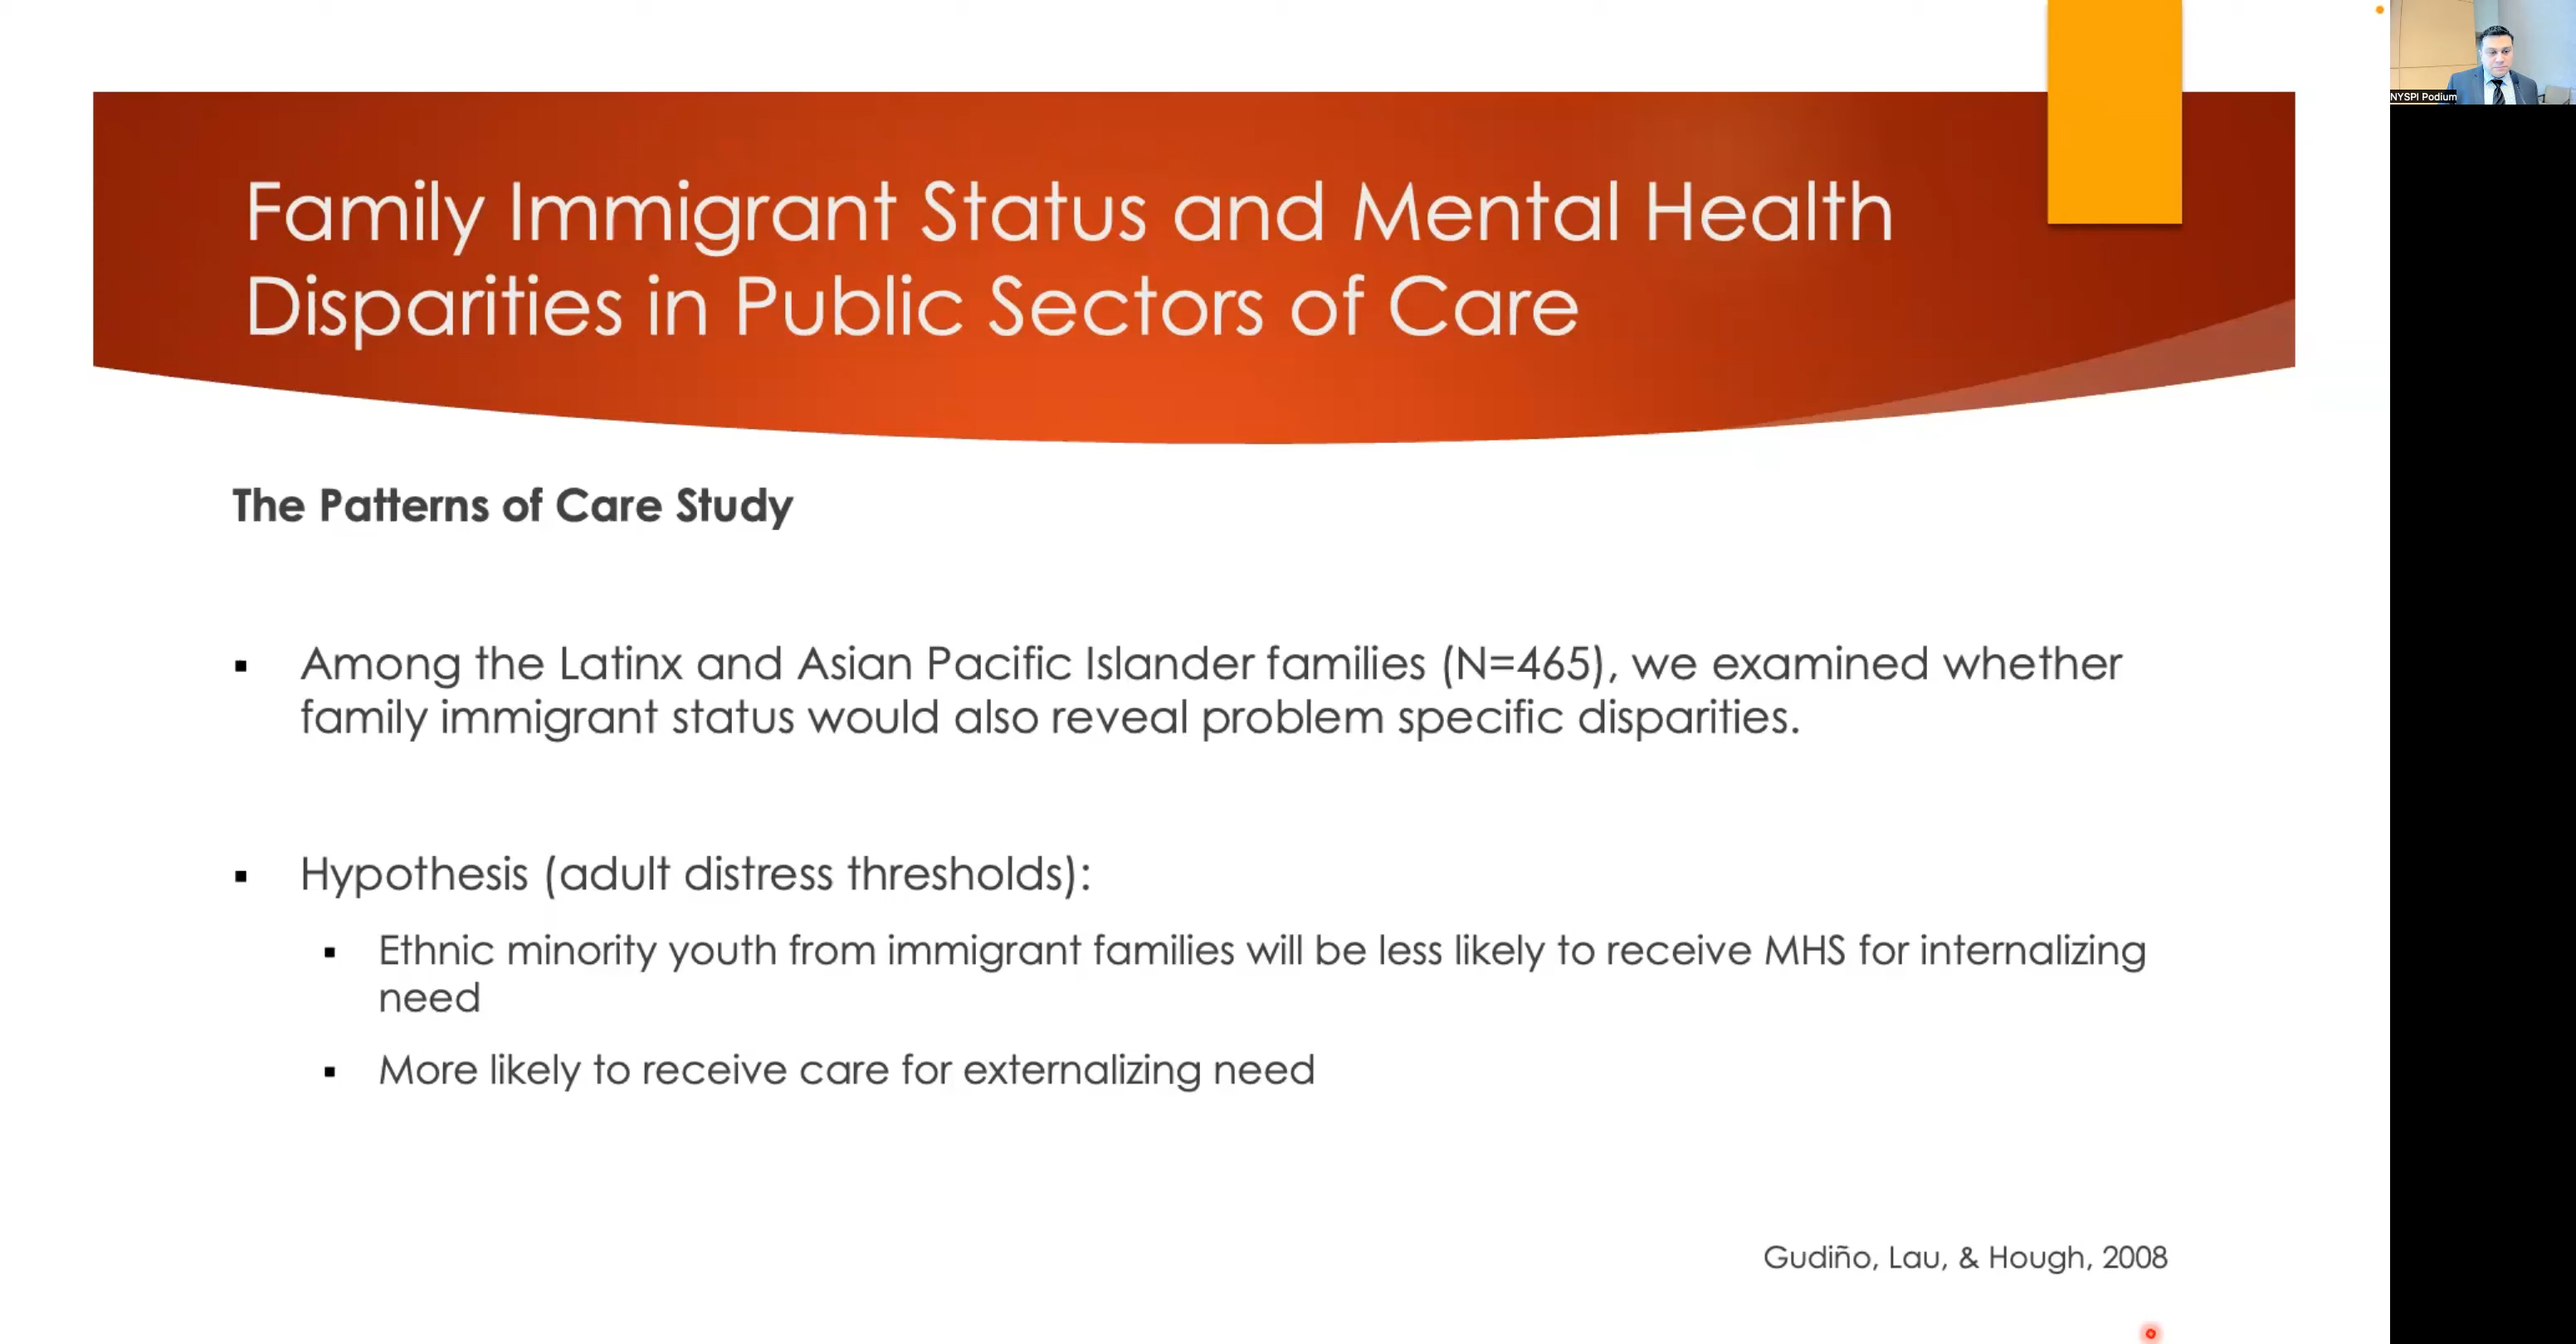 NYSPI Podium
Family Immigrant Status and Mental Health
Disparities in Public Sectors of Care
The Patterns of Care Study
▪ Among the Latinx and Asian Pacific Islander families (N=465), we examined whether
family immigrant status would also reveal problem specific disparities.
▪ Hypothesis (adult distress thresholds):
▪ Ethnic minority youth from immigrant families will be less likely to receive MHS for internalizing
need
▪ More likely to receive care for externalizing need
Gudiño, Lau, & Hough, 2008